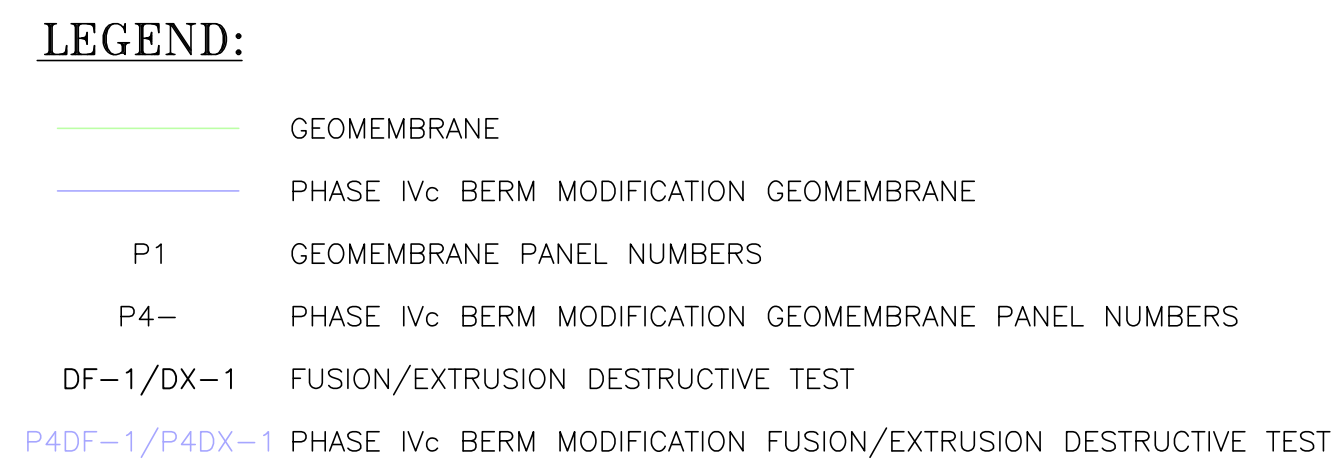 LEGEND:
GEOMEMBRANE
PHASE IVc BERM MODIFICATION GEOMEMBRANE
P1 GEOMEMBRANE PANEL NUMBERS
P4- PHASE IVc BERM MODIFICATION GEOMEMBRANE PANEL NUMBERS
DF-1/DX-1 FUSION/EXTRUSION DESTRUCTIVE TEST
P4DF-1/P4DX-1 PHASE IVc BERM MODIFICATION FUSION/EXTRUSION DESTRUCTIVE TEST